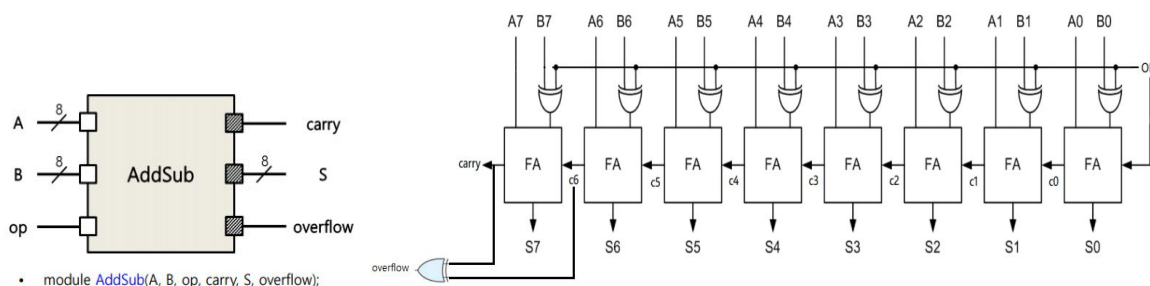 A7 B7 A6 B6 A5 B5 A4 B4 A3 B3 A2 B2 A1 B1 A0 B0
8
A
carry
8
B
AddSub
8
S
op
overflow
FA FA FA FA FA FA FA FA
carry
c6 c5 c4 c3 c2 c1 c0
S7 S6 S5 S4 S3 S2 S1 S0
overflow
• module AddSub(A, B, op, carry, S, overflow);